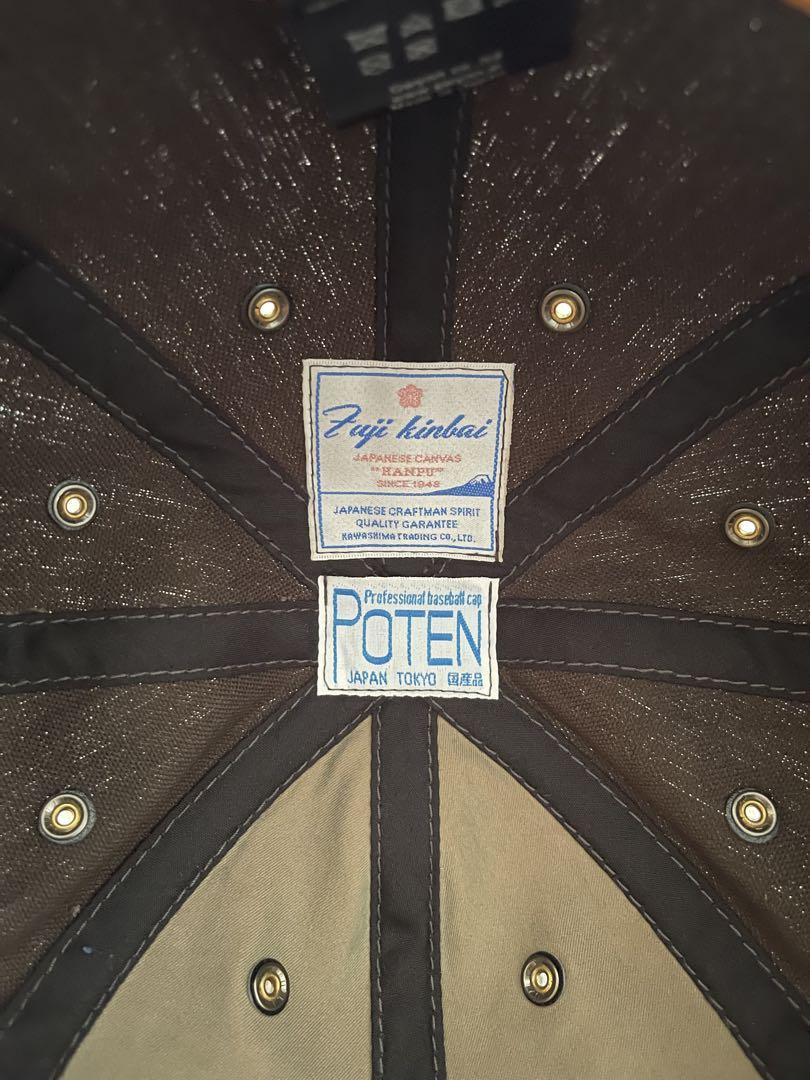 Fuji kinbai
JAPANESE CANVAS
"HANPU"
SINCE 1948
JAPANESE CRAFTMAN SPIRIT
QUALITY GARANTEE
KAWASHIMA TRADING CO., LTD.
Professional baseball cap
POTEN
JAPAN TOKYO 国産品